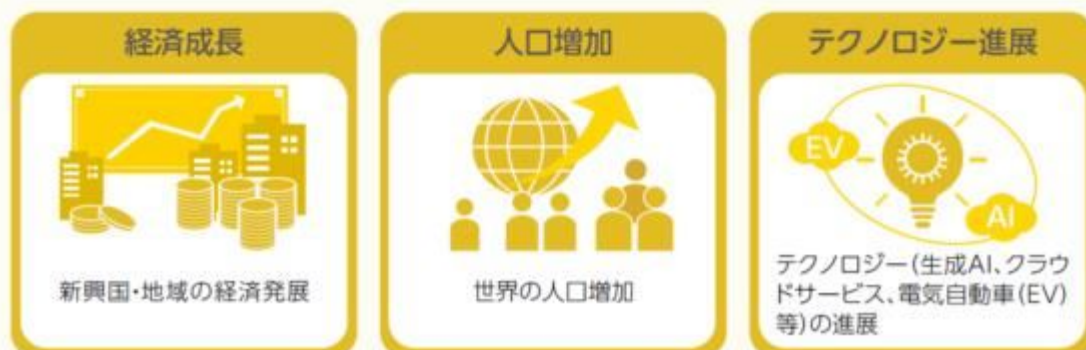 経済成長
新興国・地域の経済発展
人口増加
世界の人口増加
テクノロジー進展
EV
AI
テクノロジー(生成AI、クラウ
ドサービス、電気自動車(EV)
等)の進展